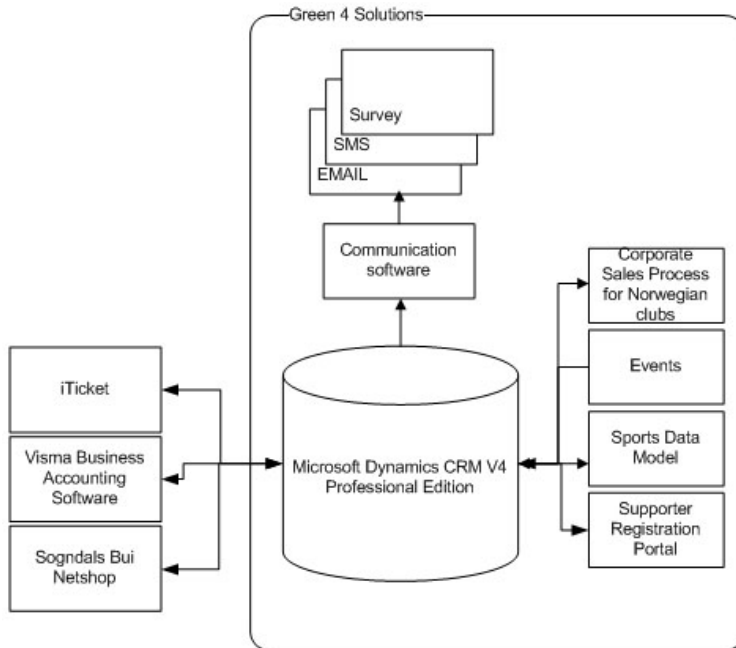 Green 4 Solutions
Survey
SMS
EMAIL
Communication
software
Corporate
Sales Process
for Norwegian
clubs
iTicket
Events
Visma Business
Accounting
Software
Microsoft Dynamics CRM V4
Professional Edition
Sports Data
Model
Sogndals Bui
Netshop
Supporter
Registration
Portal